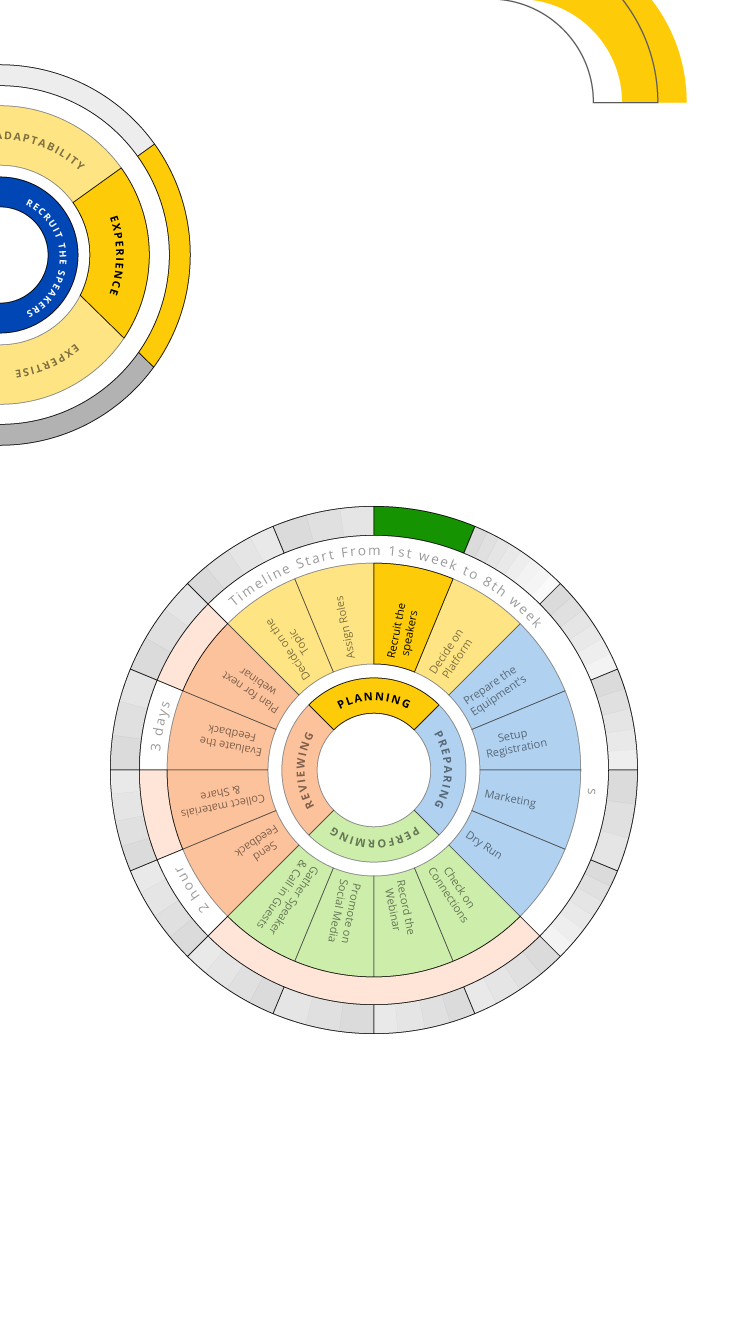 ADAPTABILITY
EXPERIENCE
RECRUIT THE SPEAKERS
EXPERTISE
Timeline Start From 1st week to 8th week
Decide on the
Topic
Assign Roles
Recruit the
speakers
Decide on
Platform
Prepare the
Equipment's
Setup
Registration
Marketing
Dry Run
Check on
Connections
Record the
Webinar
Promote on
Social Media
Gather Speaker
& Call in Guests
Send
Feedback
Collect materials
& Share
Evaluate the
Feedback
Plan for next
webinar
PLANNING
PREPARING
PERFORMING
REVIEWING
3 days
2 hour
s